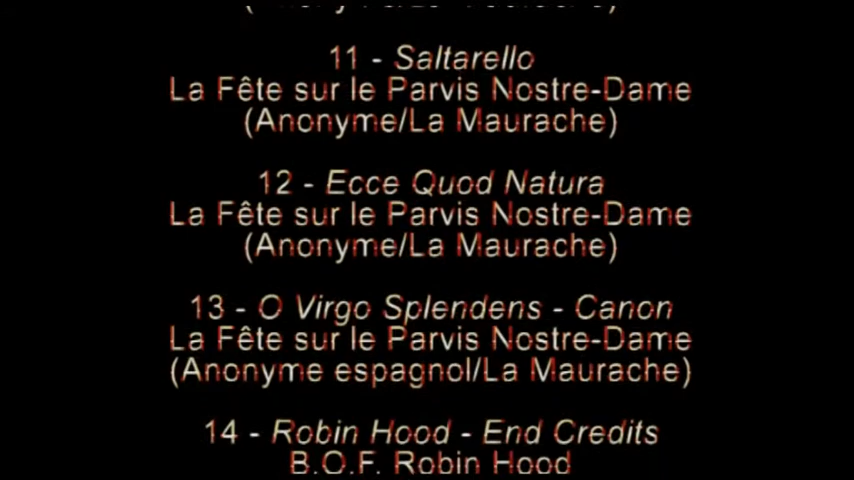 11 - Saltarello
La Fête sur le Parvis Nostre-Dame
(Anonyme/La Maurache)
12 - Ecce Quod Natura
La Fête sur le Parvis Nostre-Dame
(Anonyme/La Maurache)
13 - O Virgo Splendens - Canon
La Fête sur le Parvis Nostre-Dame
(Anonyme espagnol/La Maurache)
14 - Robin Hood - End Credits
B.O.F. Robin Hood